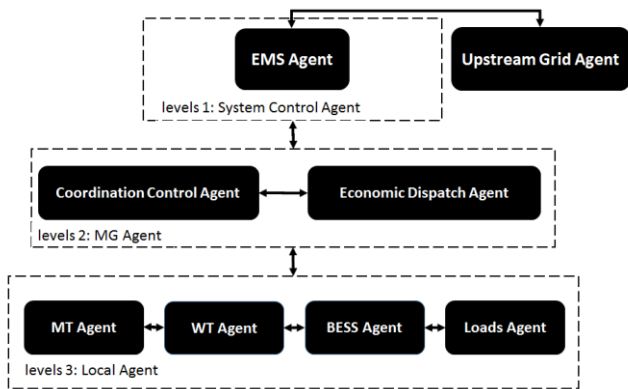 EMS Agent
Upstream Grid Agent
levels 1: System Control Agent
Coordination Control Agent
Economic Dispatch Agent
levels 2: MG Agent
MT Agent
WT Agent
BESS Agent
Loads Agent
levels 3: Local Agent